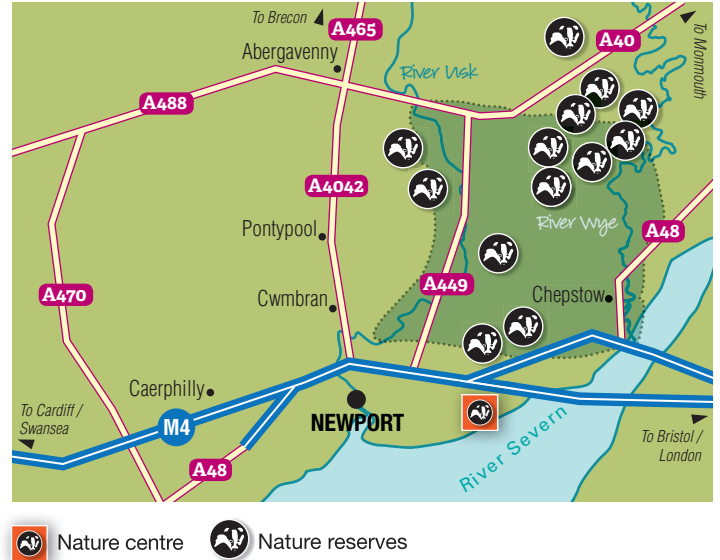 To Brecon
A465
A40
To Monmouth
Abergavenny
River Usk
A488
A4042
River Wye
Pontypool
A48
A470
A449
Cwmbran
Chepstow
Caerphilly
To Cardiff /
Swansea
M4
NEWPORT
A48
River Severn
To Bristol /
London
Nature centre
Nature reserves